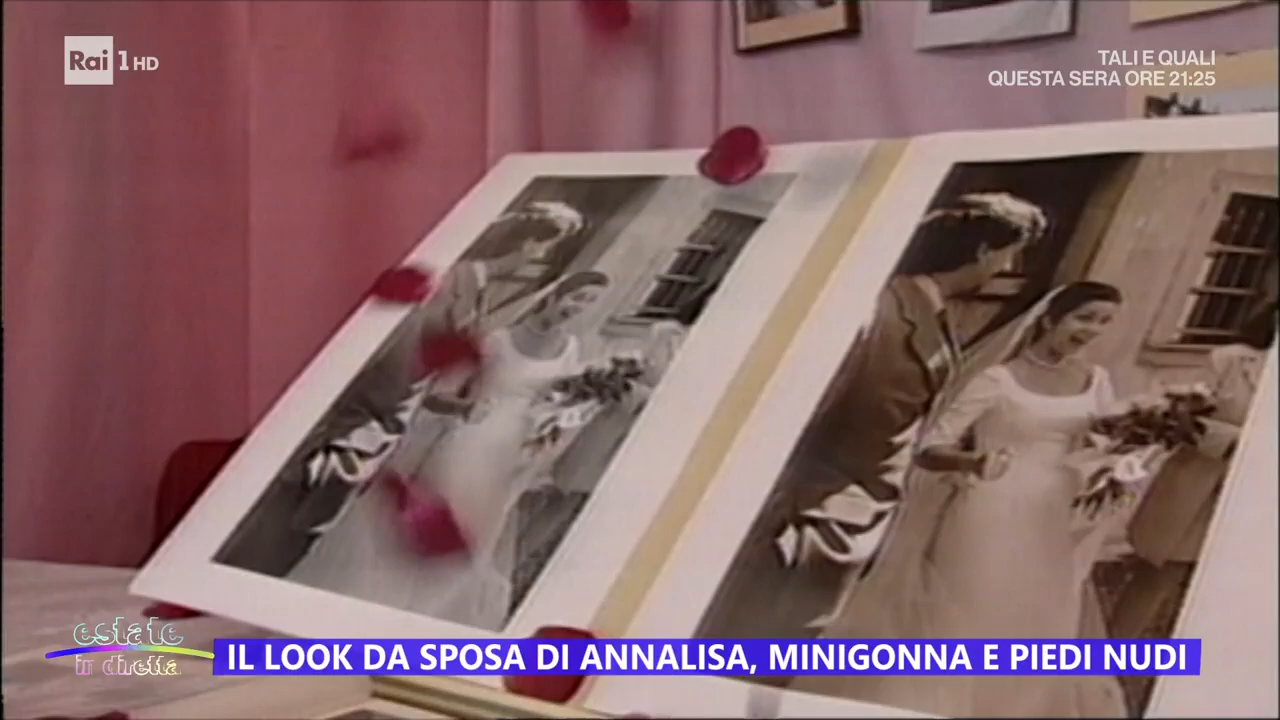 Rai 1 HD
TALI E QUALI
QUESTA SERA ORE 21:25
estate
in diretta
IL LOOK DA SPOSA DI ANNALISA, MINIGONNA E PIEDI NUDI